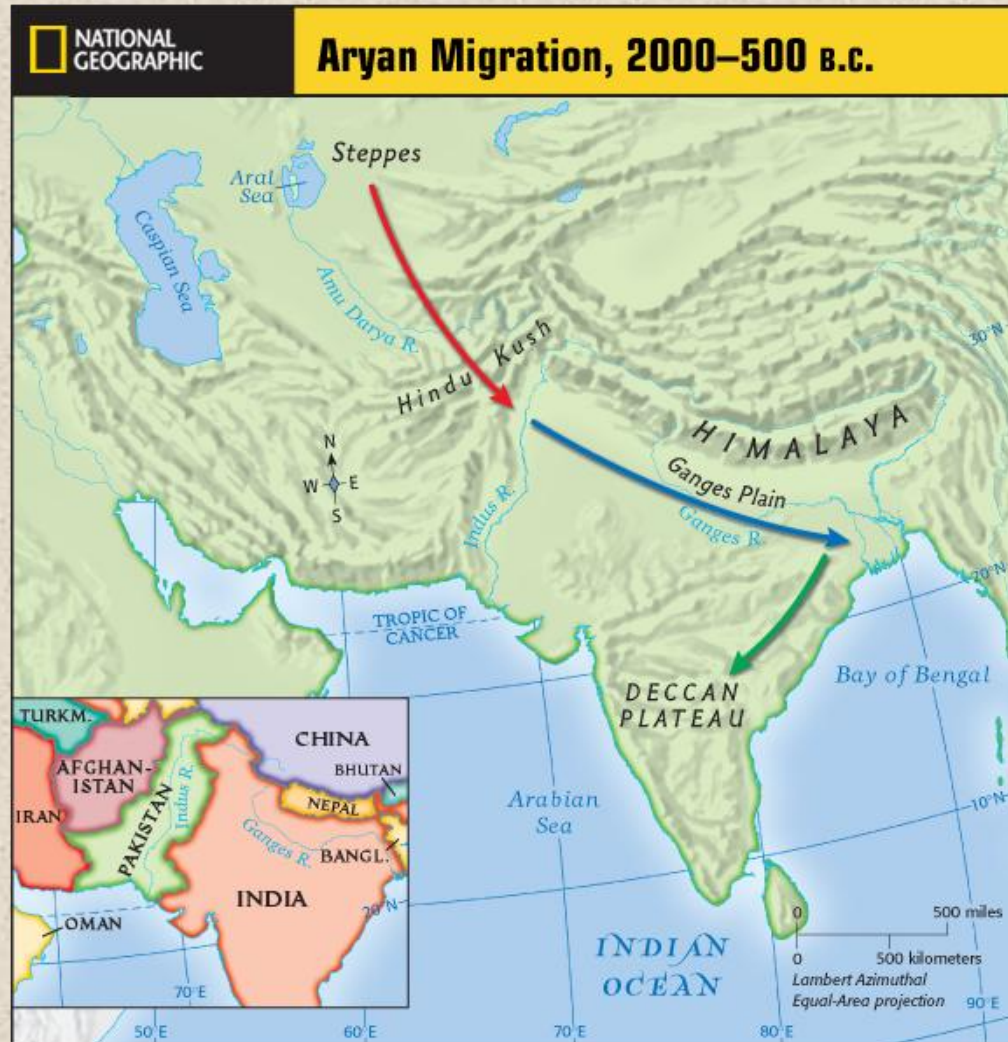 NATIONAL
GEOGRAPHIC
Aryan Migration, 2000–500 B.C.
Steppes
Aral
Sea
Caspian Sea
Amu Darya R.
Hindu Kush
30°N
HIMALAYA
N
W E
S
Ganges Plain
Indus R.
Ganges R.
20°N
TROPIC OF
CANCER
Bay of Bengal
DECCAN
PLATEAU
TURKM.
CHINA
AFGHAN-
ISTAN
BHUTAN
Indus R.
NEPAL
IRAN
PAKISTAN
Ganges R.
BANGL.
INDIA
OMAN
20°N
70°E
Arabian
Sea
10°N
0 500 miles
0 500 kilometers
Lambert Azimuthal
Equal-Area projection
INDIAN
OCEAN
50°E
60°E
70°E
80°E
90°E